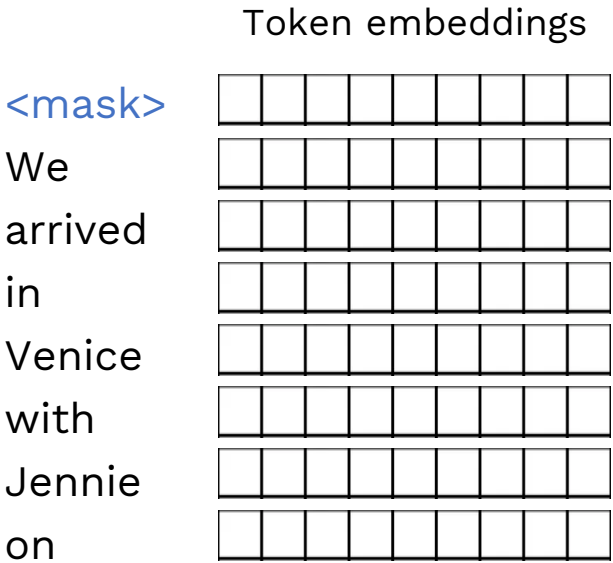 Token embeddings
<mask>
We
arrived
in
Venice
with
Jennie
on